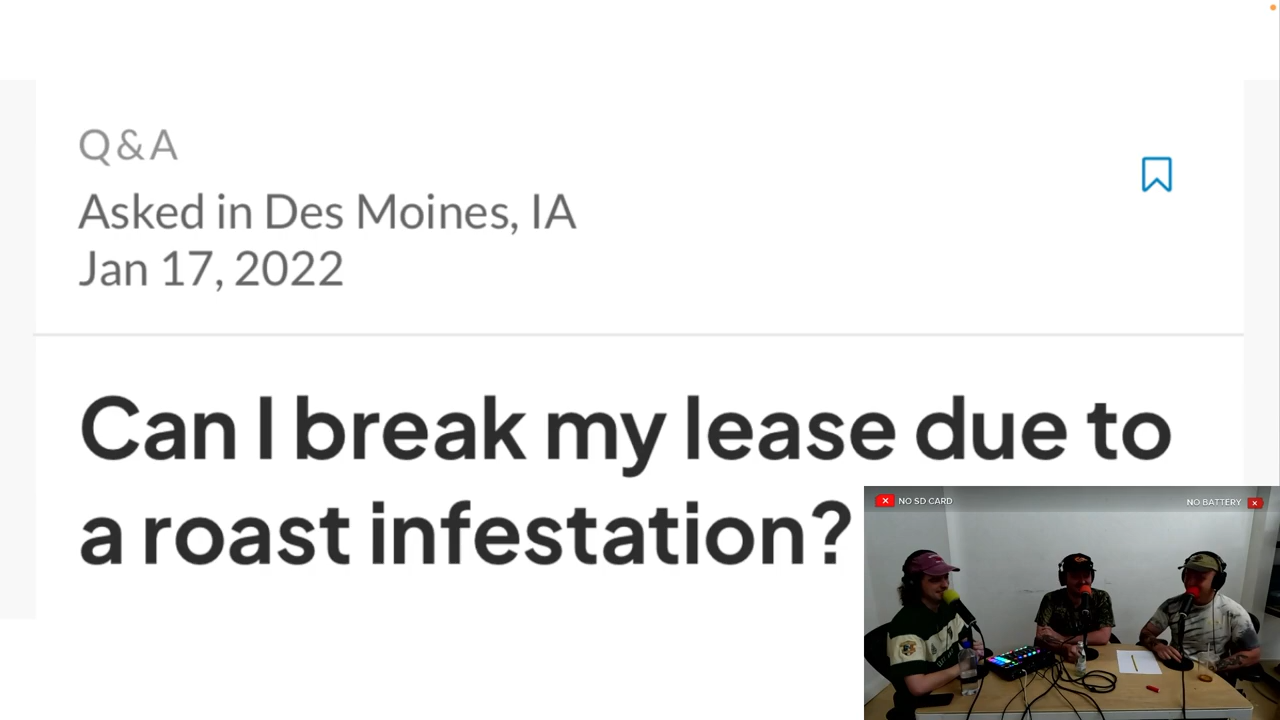 Q&A
Asked in Des Moines, IA
Jan 17, 2022
Can I break my lease due to
a roast infestation?
NO SD CARD
NO BATTERY